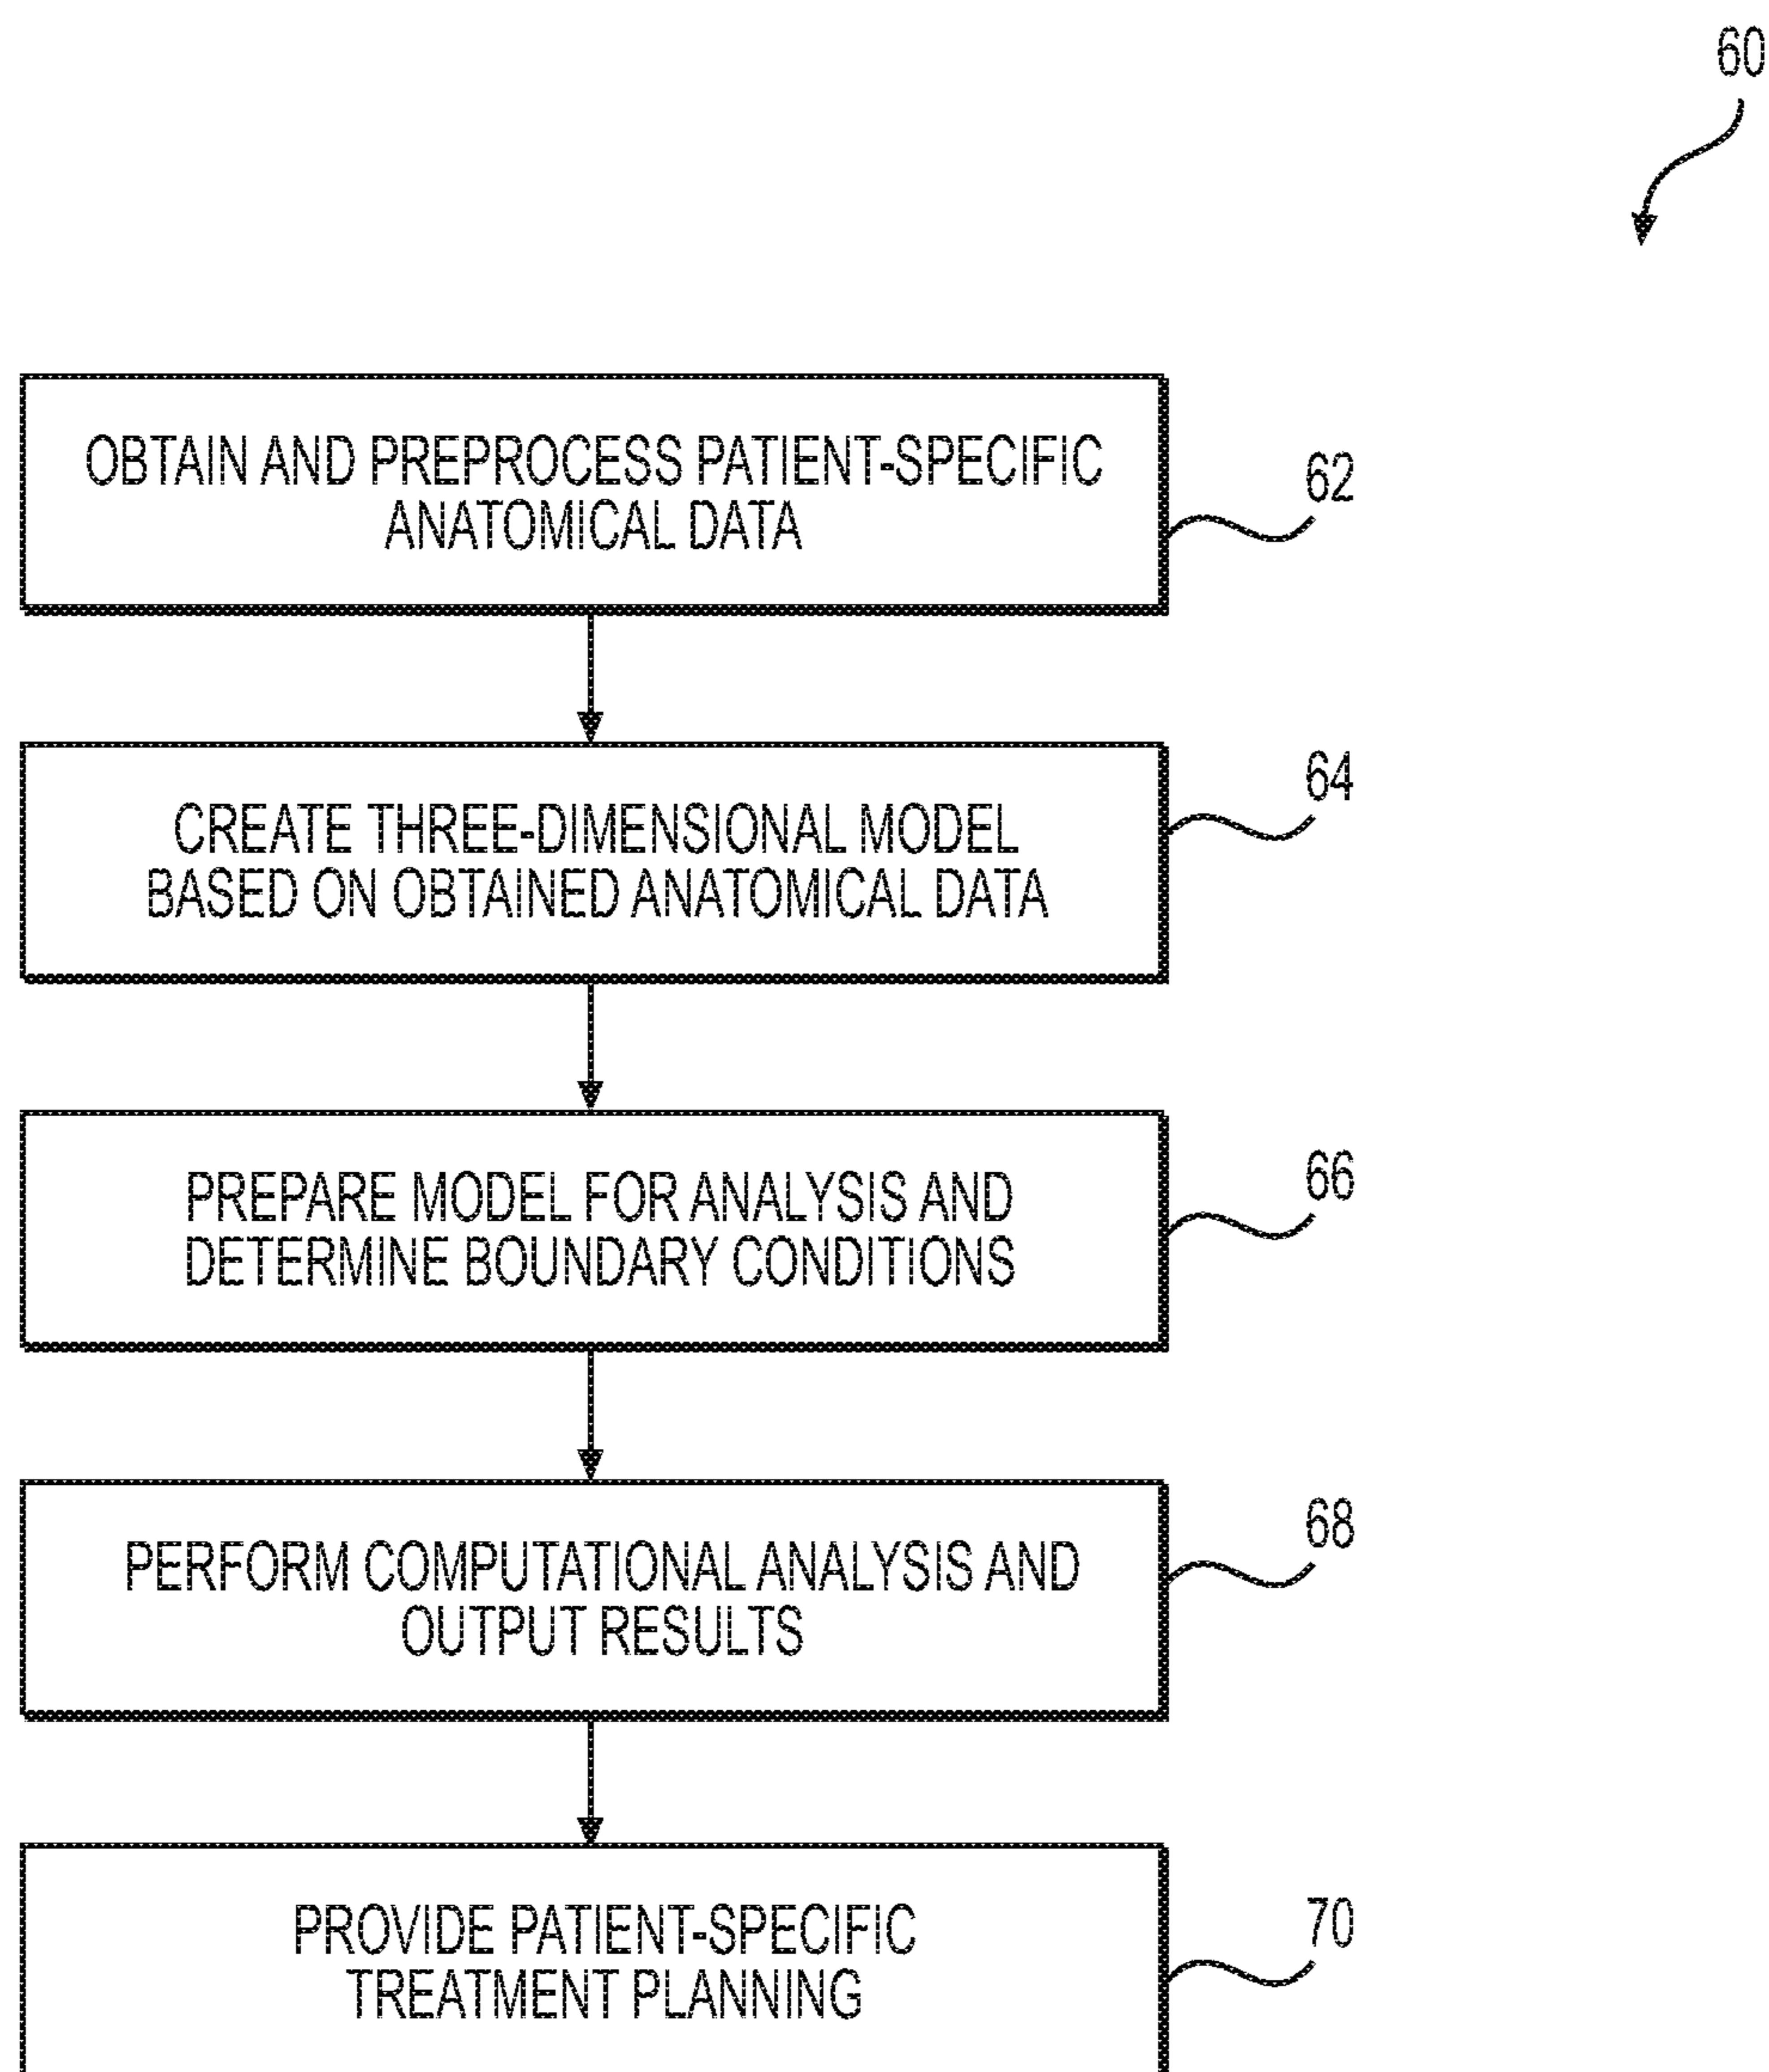 60
OBTAIN AND PREPROCESS PATIENT-SPECIFIC
ANATOMICAL DATA
62
CREATE THREE-DIMENSIONAL MODEL
BASED ON OBTAINED ANATOMICAL DATA
64
PREPARE MODEL FOR ANALYSIS AND
DETERMINE BOUNDARY CONDITIONS
66
PERFORM COMPUTATIONAL ANALYSIS AND
OUTPUT RESULTS
68
PROVIDE PATIENT-SPECIFIC
TREATMENT PLANNING
70